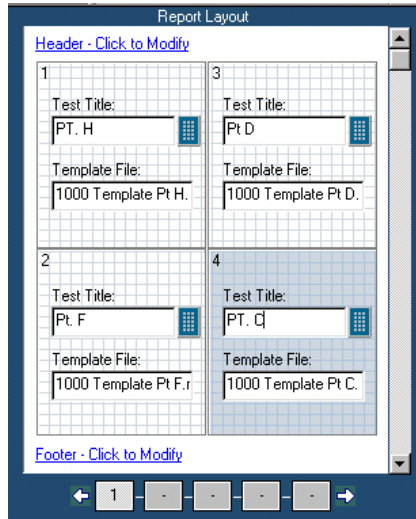 Report Layout
Header - Click to Modify
1
Test Title:
PT. H
Template File:
1000 Template Pt H.
3
Test Title:
Pt D
Template File:
1000 Template Pt D.
2
Test Title:
Pt. F
Template File:
1000 Template Pt F.r
4
Test Title:
PT. C
Template File:
1000 Template Pt C.
Footer - Click to Modify
1 - - - - - - - -